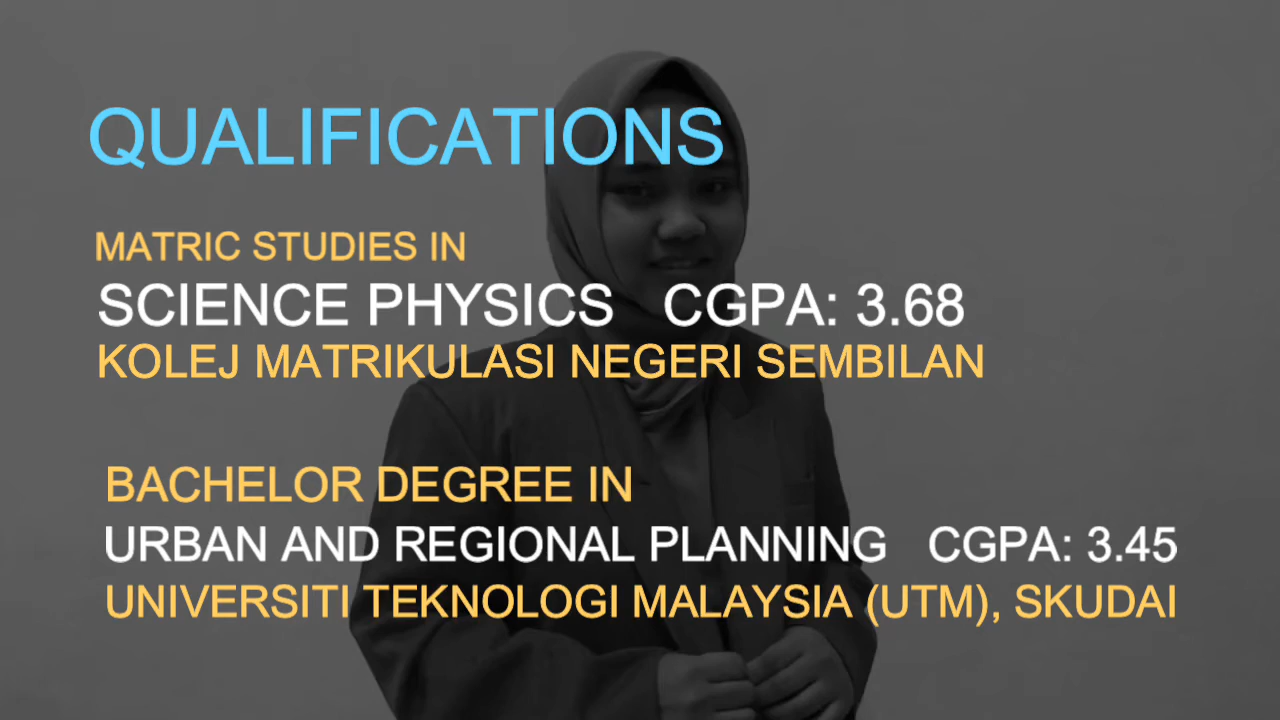 QUALIFICATIONS
MATRIC STUDIES IN
SCIENCE PHYSICS CGPA: 3.68
KOLEJ MATRIKULASI NEGERI SEMBILAN
BACHELOR DEGREE IN
URBAN AND REGIONAL PLANNING CGPA: 3.45
UNIVERSITI TEKNOLOGI MALAYSIA (UTM), SKUDAI